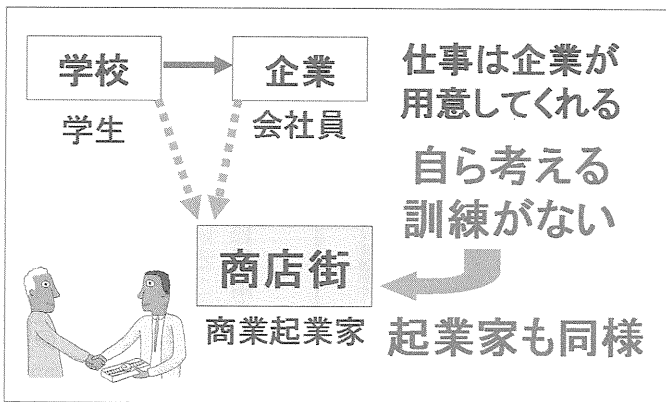 学校
学生
企業
会社員
仕事は企業が
用意してくれる
自ら考える
訓練がない
商店街
商業起業家
起業家も同様